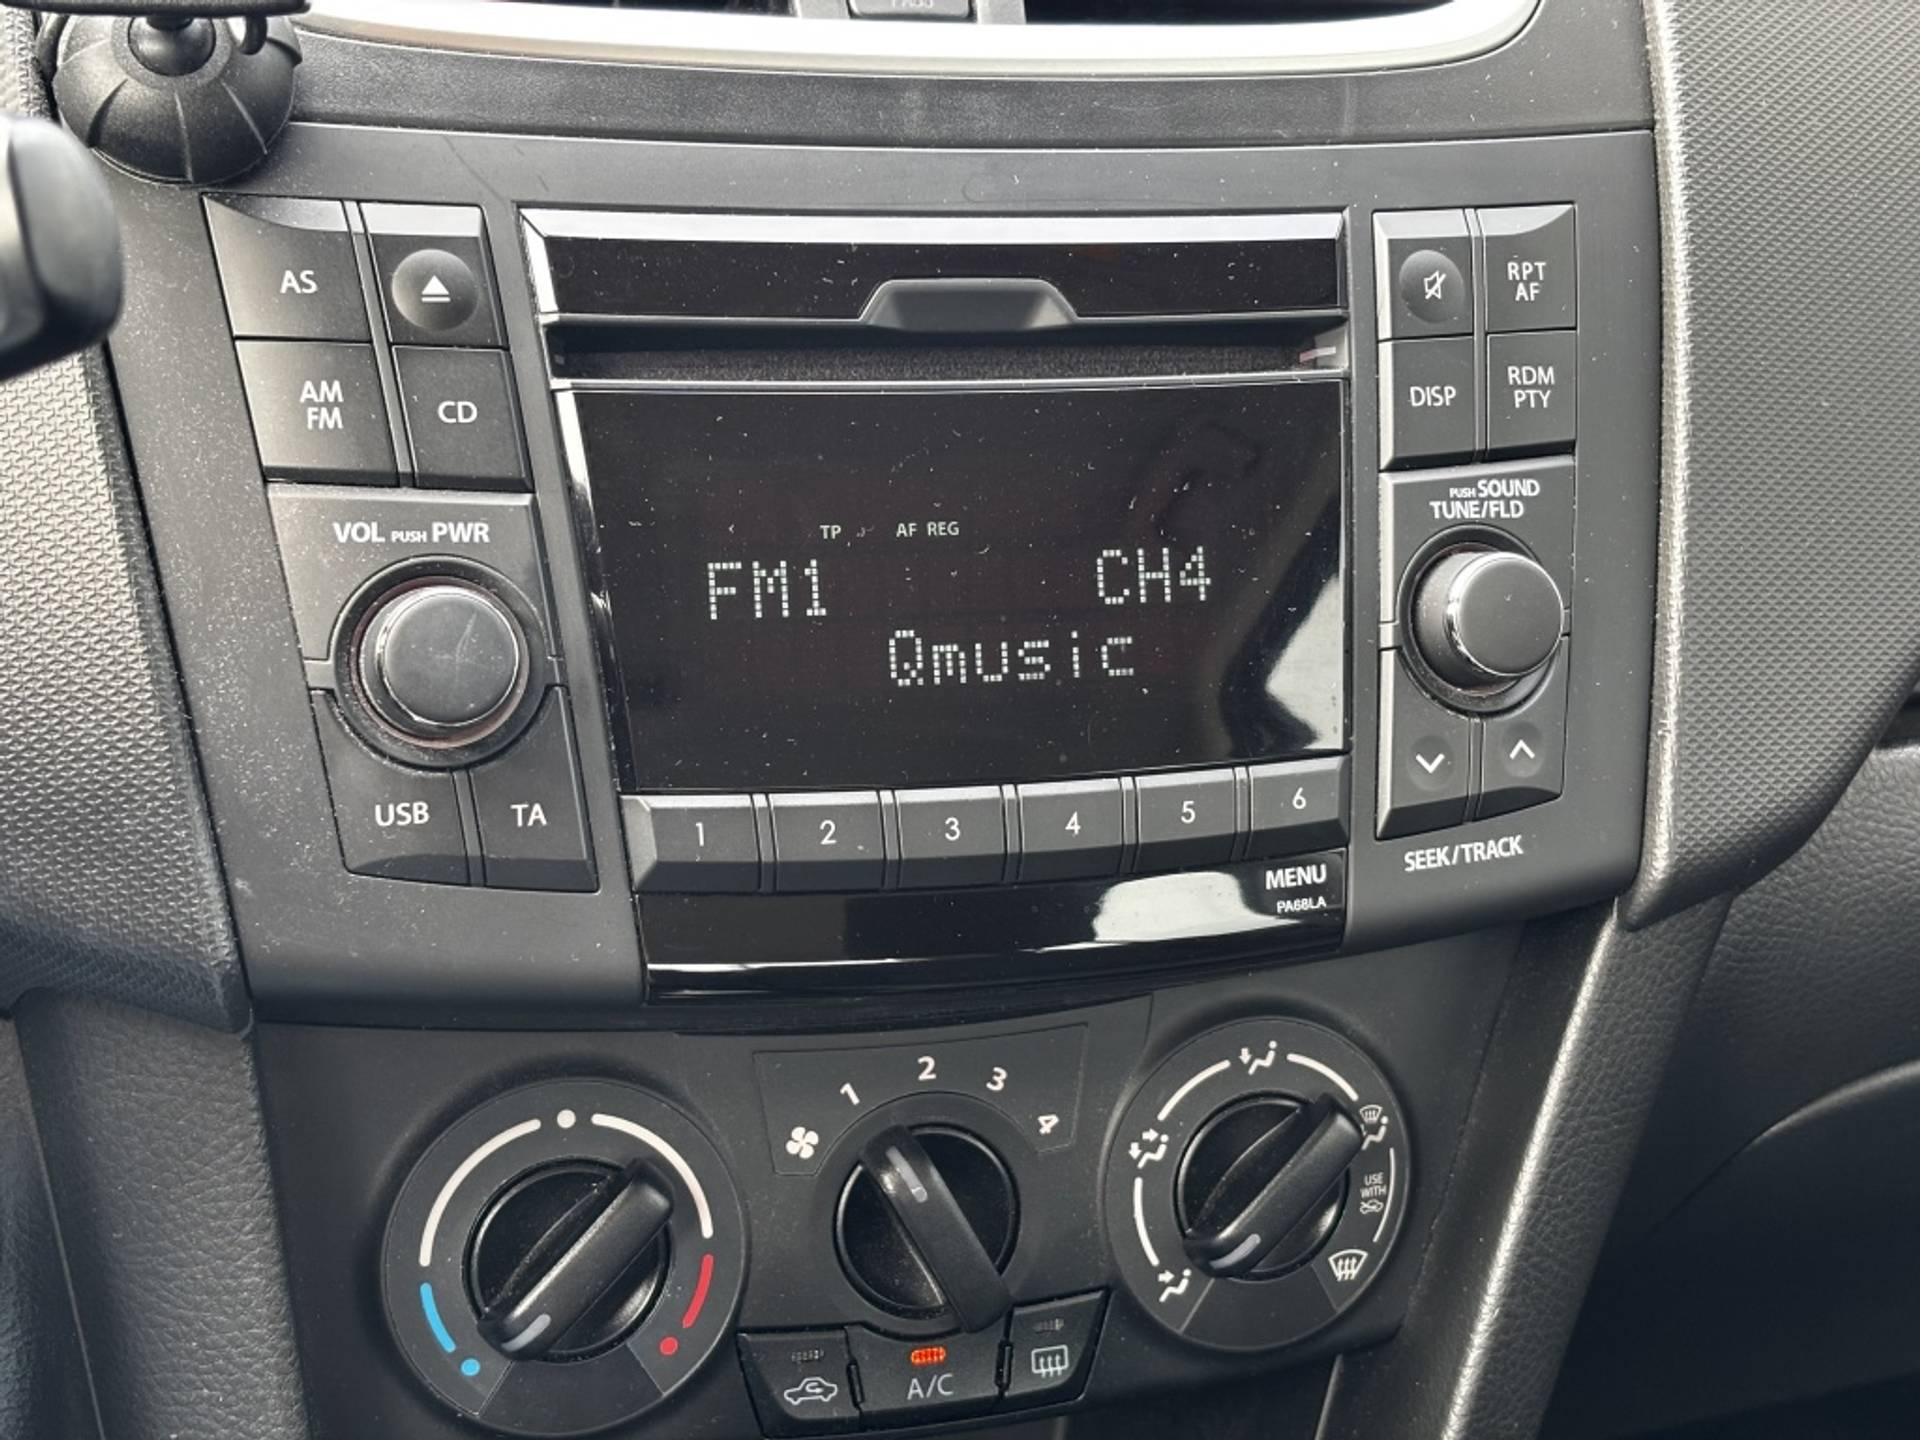 PASS
AS
AM
FM
CD
VOL PUSH PWR
USB
TA
TP AF REG
FM1 CH4
Qmusic
1 2 3 4 5 6
MENU
PA68LA
RPT
AF
DISP
RDM
PTY
PUSH SOUND
TUNE/FLD
SEEK/TRACK
1 2 3 4
USE
WITH
A/C